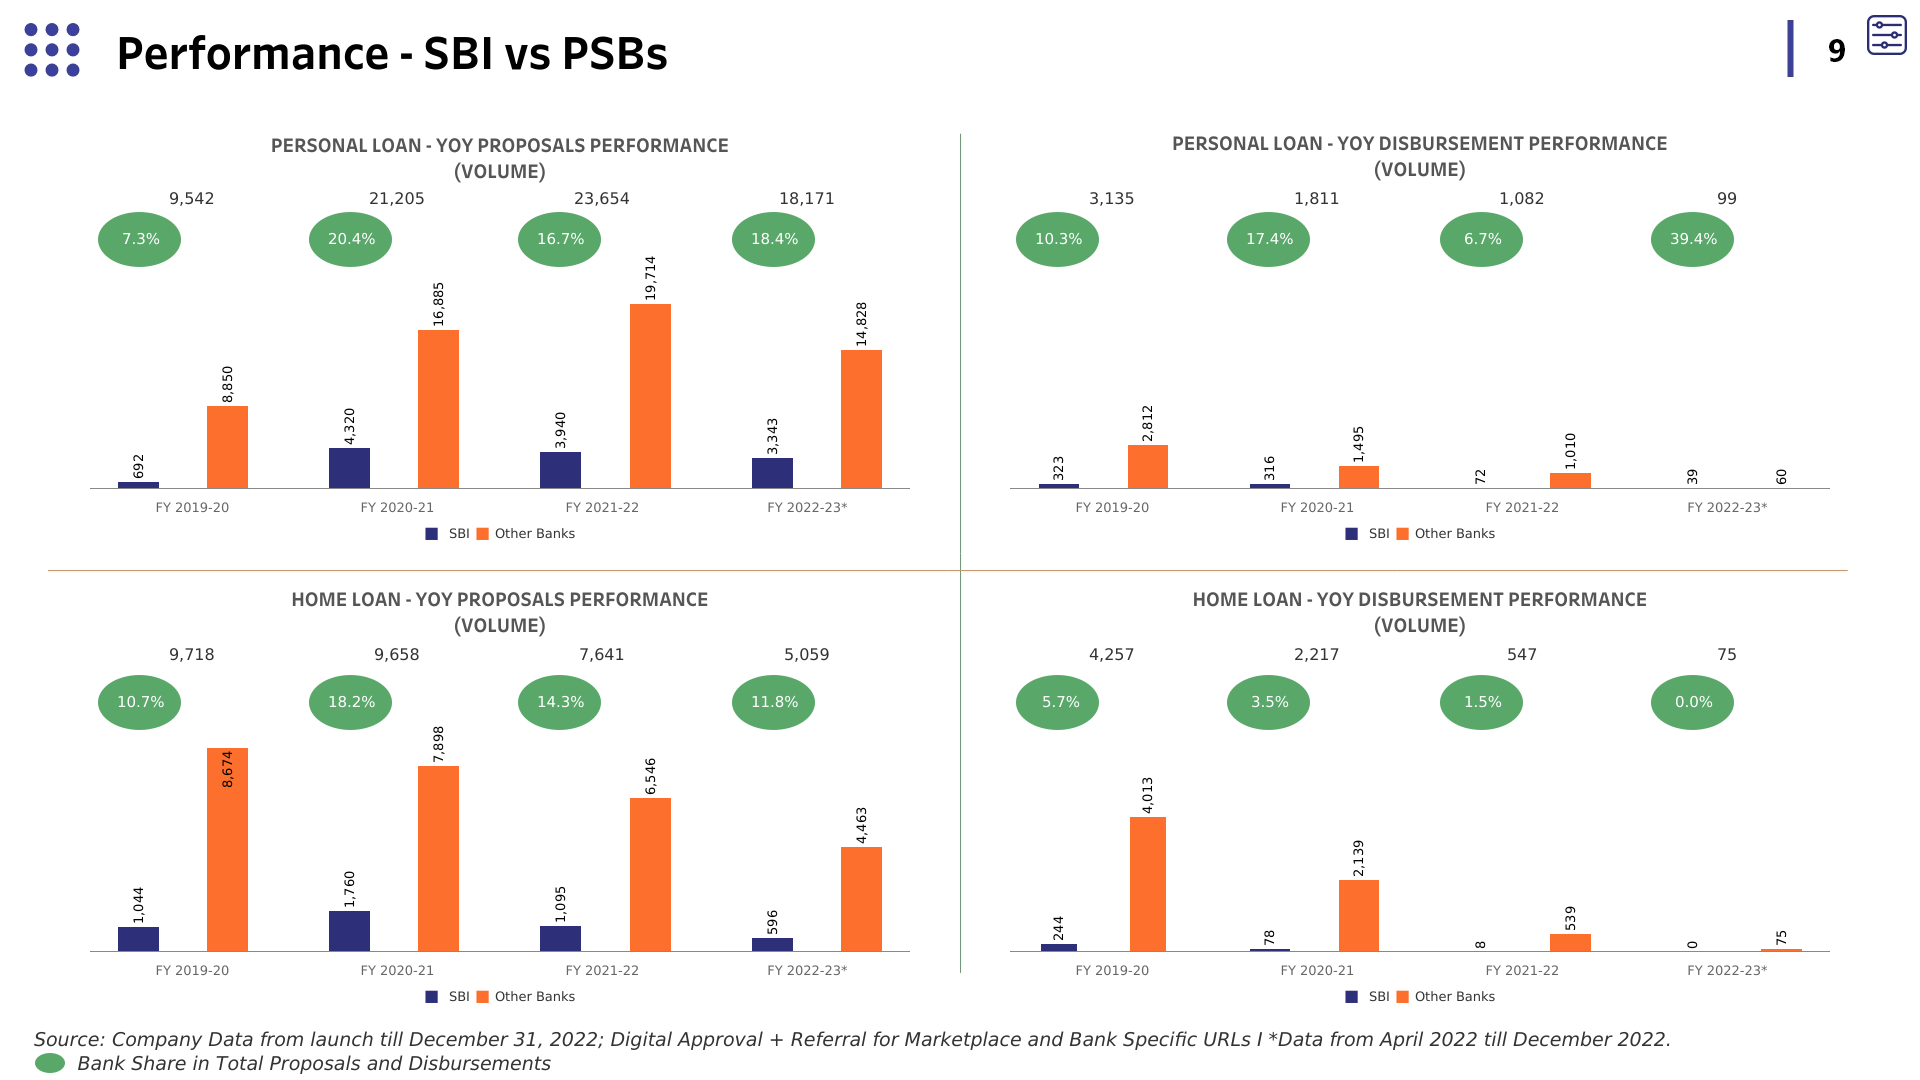 Performance - SBI vs PSBs
9
PERSONAL LOAN - YOY PROPOSALS PERFORMANCE
(VOLUME)
9,542 21,205 23,654 18,171
7.3% 20.4% 16.7% 18.4%
692 8,850 4,320 16,885 3,940 19,714 3,343 14,828
FY 2019-20 FY 2020-21 FY 2021-22 FY 2022-23*
SBI Other Banks
PERSONAL LOAN - YOY DISBURSEMENT PERFORMANCE
(VOLUME)
3,135 1,811 1,082 99
10.3% 17.4% 6.7% 39.4%
323 2,812 316 1,495 72 1,010 39 60
FY 2019-20 FY 2020-21 FY 2021-22 FY 2022-23*
SBI Other Banks
HOME LOAN - YOY PROPOSALS PERFORMANCE
(VOLUME)
9,718 9,658 7,641 5,059
10.7% 18.2% 14.3% 11.8%
1,044 8,674 1,760 7,898 1,095 6,546 596 4,463
FY 2019-20 FY 2020-21 FY 2021-22 FY 2022-23*
SBI Other Banks
HOME LOAN - YOY DISBURSEMENT PERFORMANCE
(VOLUME)
4,257 2,217 547 75
5.7% 3.5% 1.5% 0.0%
244 4,013 78 2,139 8 539 0 75
FY 2019-20 FY 2020-21 FY 2021-22 FY 2022-23*
SBI Other Banks
Source: Company Data from launch till December 31, 2022; Digital Approval + Referral for Marketplace and Bank Specific URLs I *Data from April 2022 till December 2022.
Bank Share in Total Proposals and Disbursements